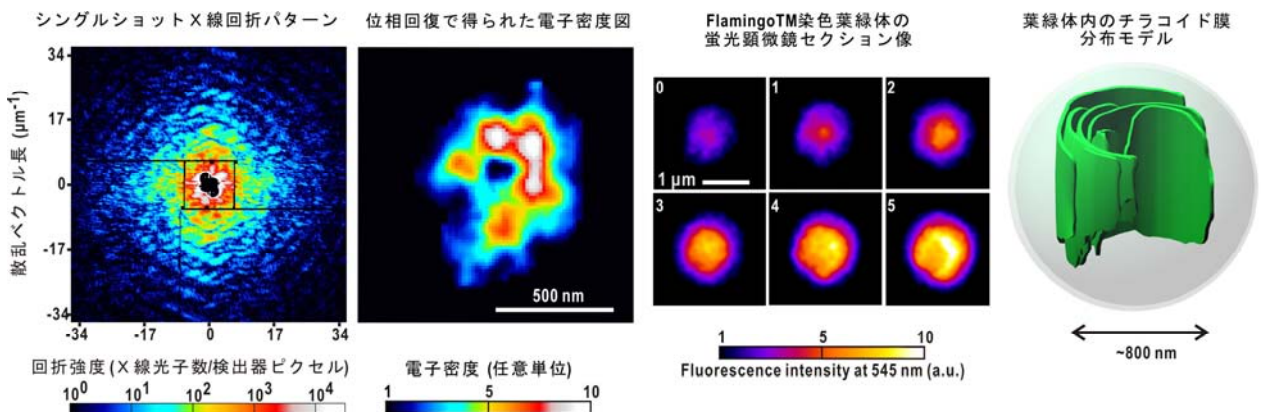 シングルショットX線回折パターン
散乱ベクトル長 (μm⁻¹)
34
17
0
-17
-34
-34 -17 0 17 34
回折強度 (X線光子数/検出器ピクセル)
10⁰ 10¹ 10² 10³ 10⁴
位相回復で得られた電子密度図
500 nm
電子密度 (任意単位)
1 5 10
FlamingoTM染色葉緑体の
蛍光顕微鏡セクション像
0 1 2
1 μm
3 4 5
1 5 10
Fluorescence intensity at 545 nm (a.u.)
葉緑体内のチラコイド膜
分布モデル
~800 nm